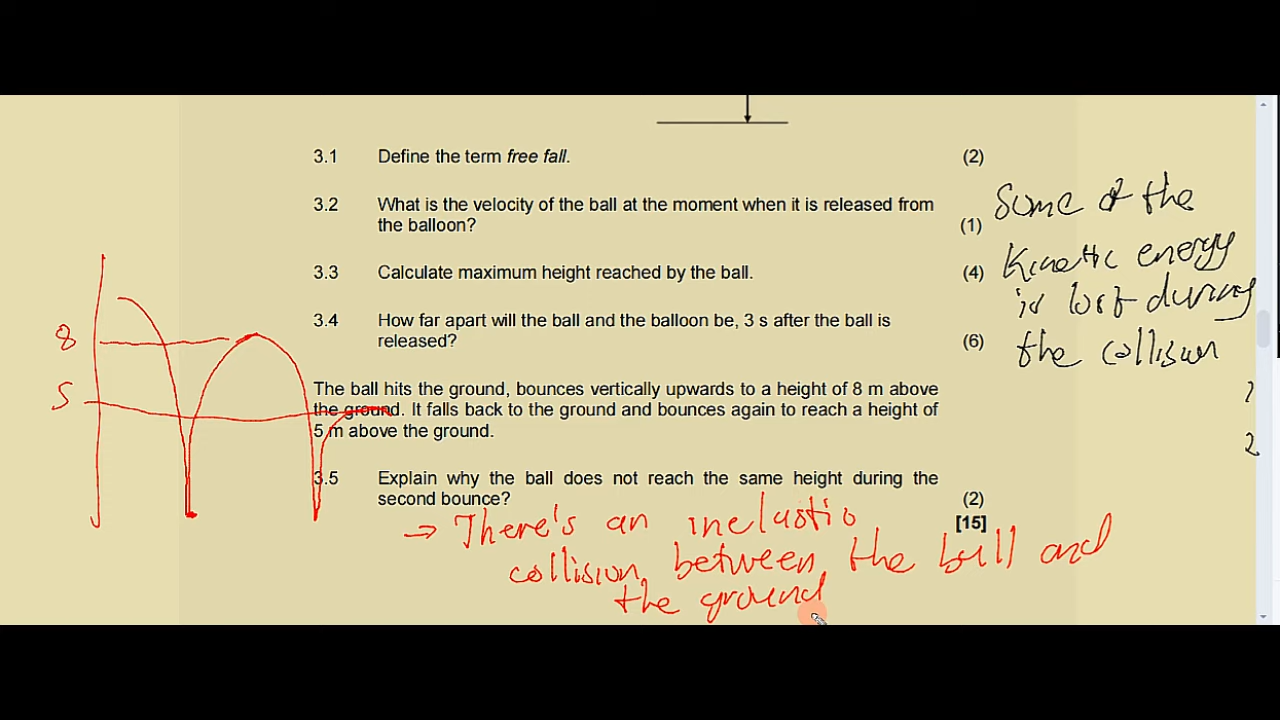 3.1 Define the term free fall. (2)
3.2 What is the velocity of the ball at the moment when it is released from
the balloon? (1)
3.3 Calculate maximum height reached by the ball. (4)
3.4 How far apart will the ball and the balloon be, 3 s after the ball is
released? (6)
The ball hits the ground, bounces vertically upwards to a height of 8 m above
the ground. It falls back to the ground and bounces again to reach a height of
5 m above the ground.
3.5 Explain why the ball does not reach the same height during the
second bounce? (2)
[15]
→ There's an inelastic
collision between the ball and
the ground
Some of the
Kinetic energy
is lost during
the collision
8
5
2